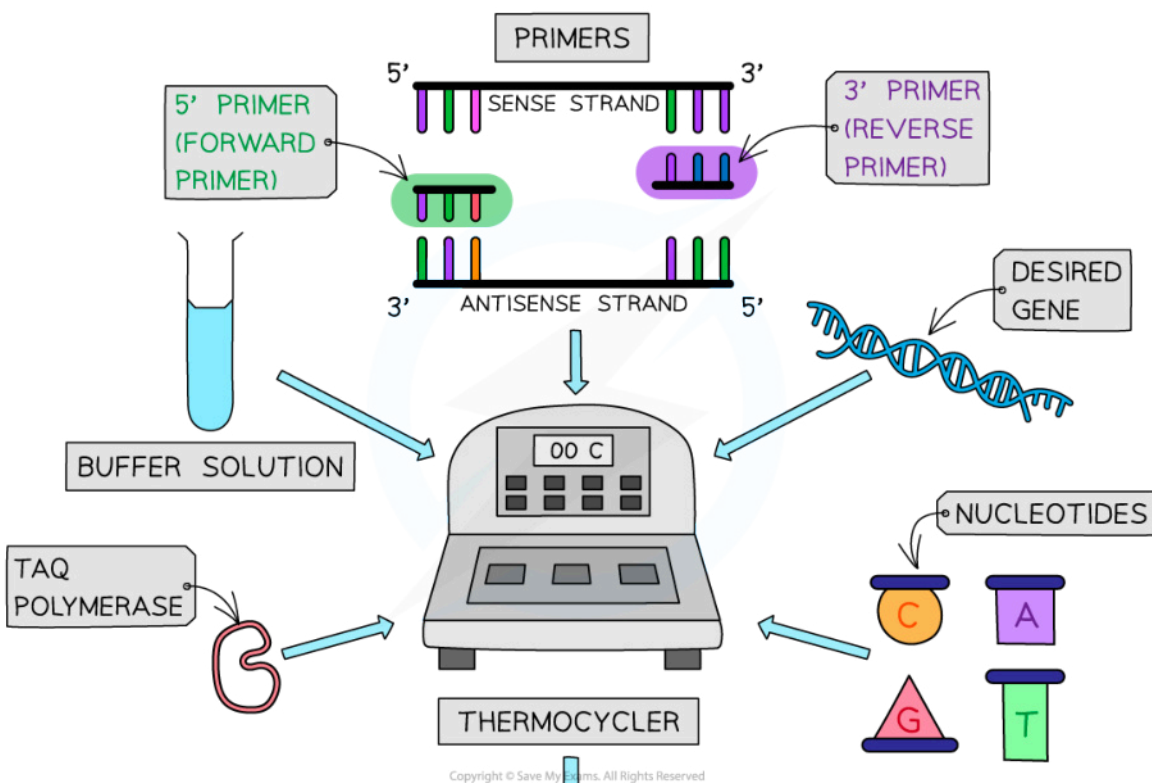 PRIMERS
5'
3'
SENSE STRAND
5' PRIMER
(FORWARD
PRIMER)
3' PRIMER
(REVERSE
PRIMER)
3'
ANTISENSE STRAND
5'
DESIRED
GENE
BUFFER SOLUTION
00 C
NUCLEOTIDES
TAQ
POLYMERASE
C
A
G
T
THERMOCYCLER
Copyright © Save My Exams. All Rights Reserved